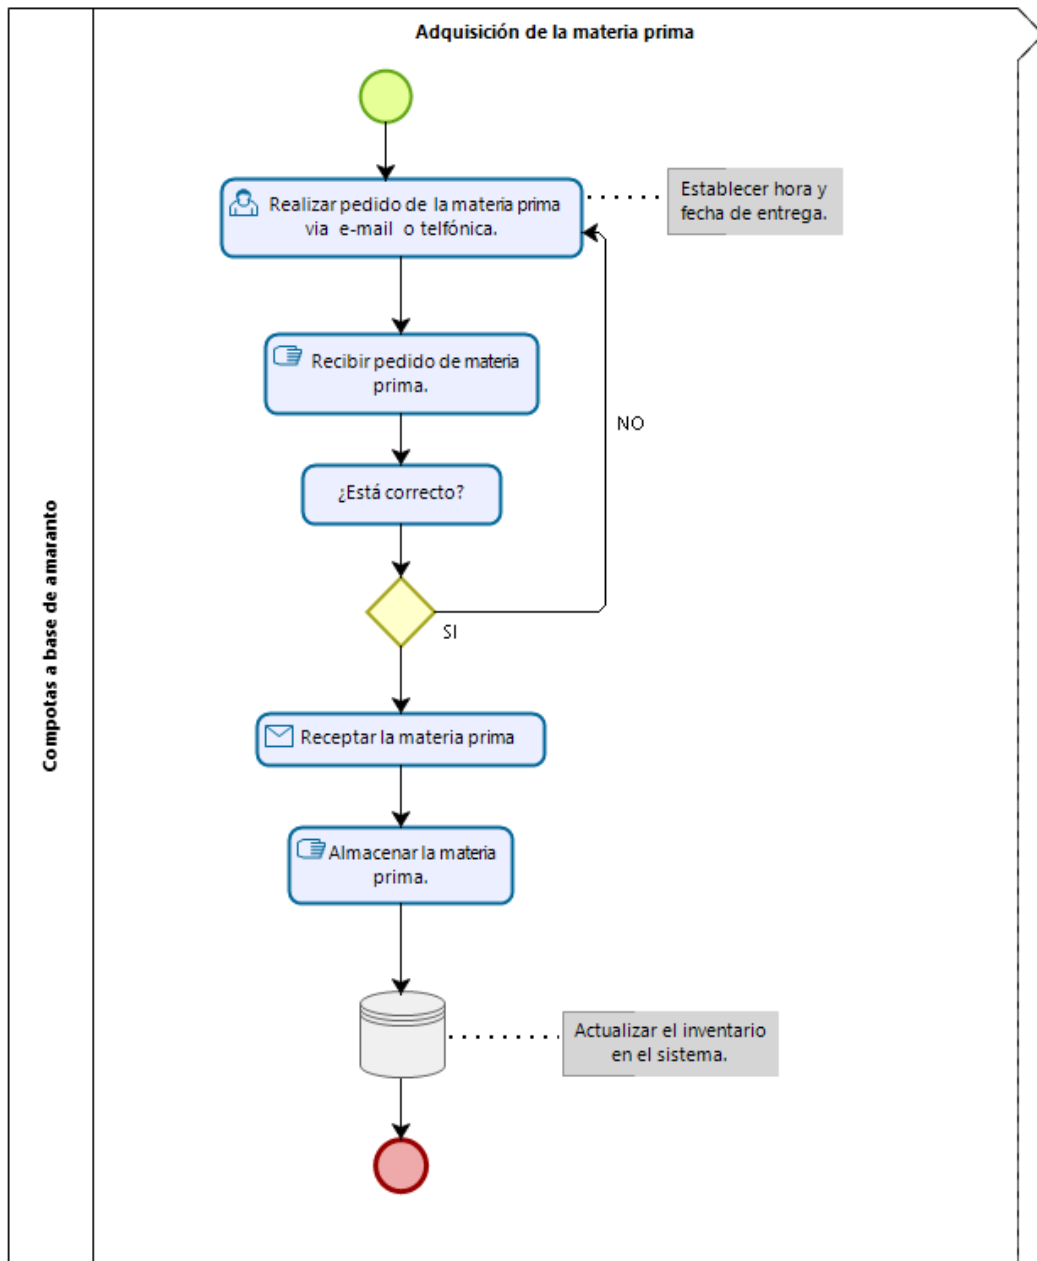 Adquisición de la materia prima
Realizar pedido de la materia prima
via e-mail o telfónica.
Establecer hora y
fecha de entrega.
Recibir pedido de materia
prima.
NO
¿Está correcto?
SI
Compotas a base de amaranto
Receptar la materia prima
Almacenar la materia
prima.
Actualizar el inventario
en el sistema.